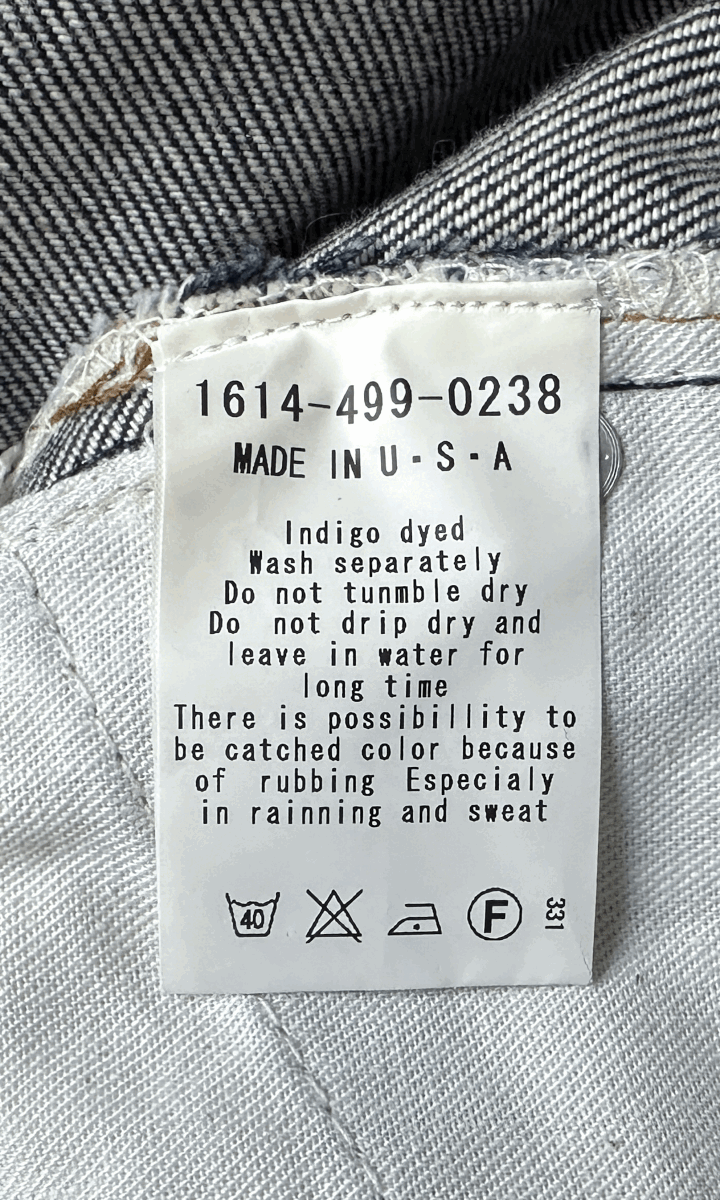 1614-499-0238
MADE IN U·S·A
Indigo dyed
Wash separately
Do not tunmble dry
Do not drip dry and
leave in water for
long time
There is possibillity to
be catched color because
of rubbing Especialy
in rainning and sweat
40 F 331